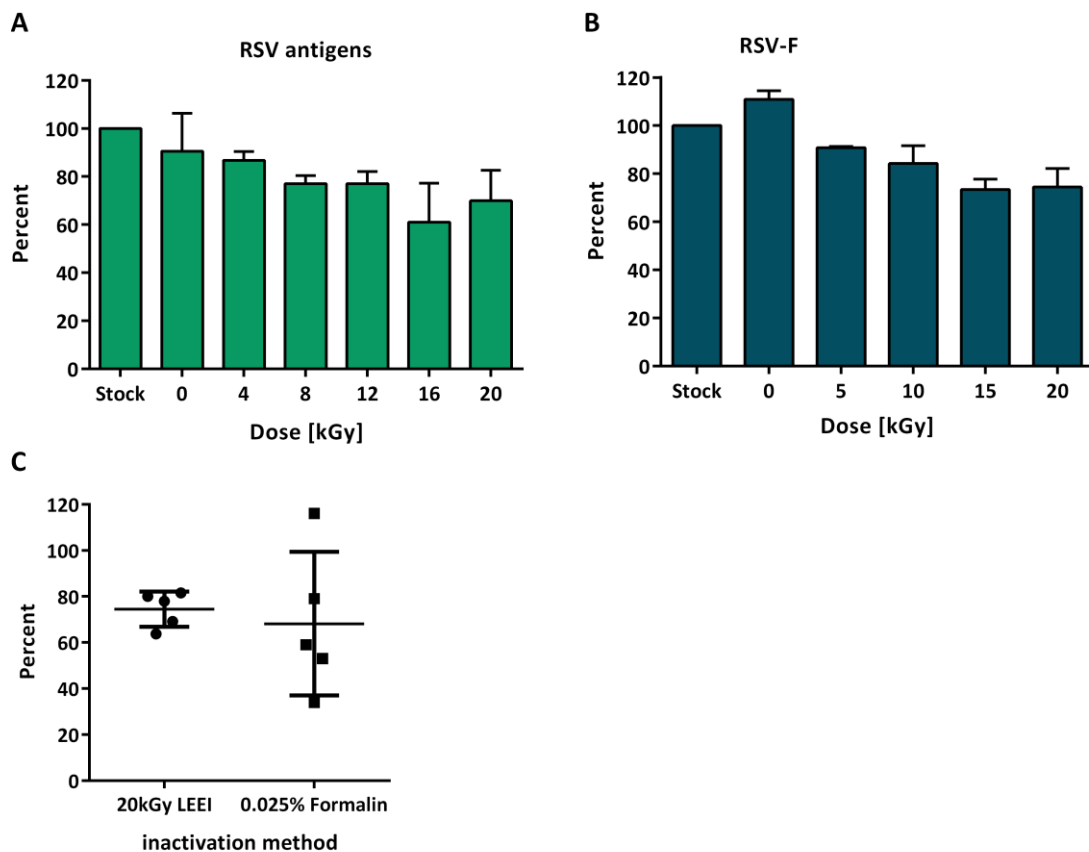 A
RSV antigens
120
100
80
60
40
20
0
Percent
Stock 0 4 8 12 16 20
Dose [kGy]
B
RSV-F
120
100
80
60
40
20
0
Percent
Stock 0 5 10 15 20
Dose [kGy]
C
120
100
80
60
40
20
0
Percent
20kGy LEEI 0.025% Formalin
inactivation method